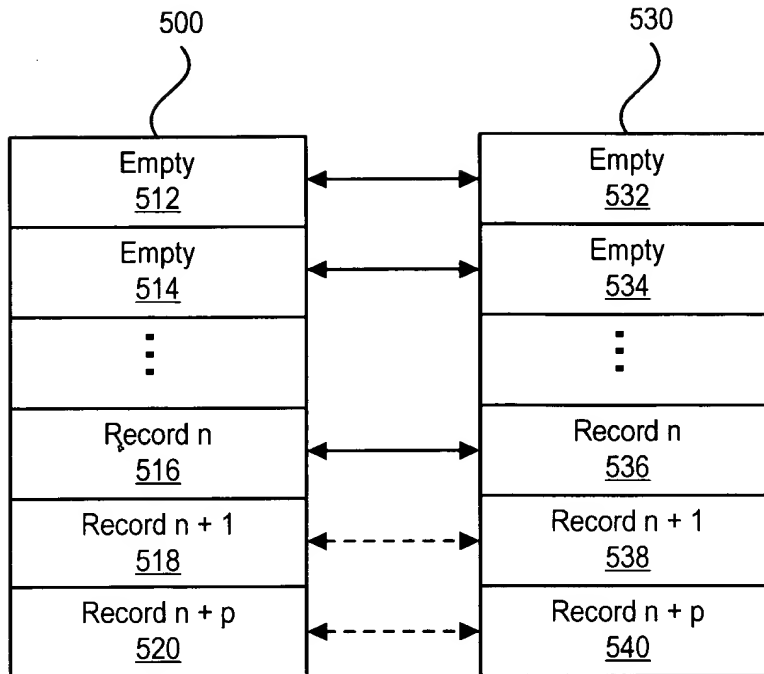 500
530
Empty
512
Empty
532
Empty
514
Empty
534
Record n
516
Record n
536
Record n + 1
518
Record n + 1
538
Record n + p
520
Record n + p
540